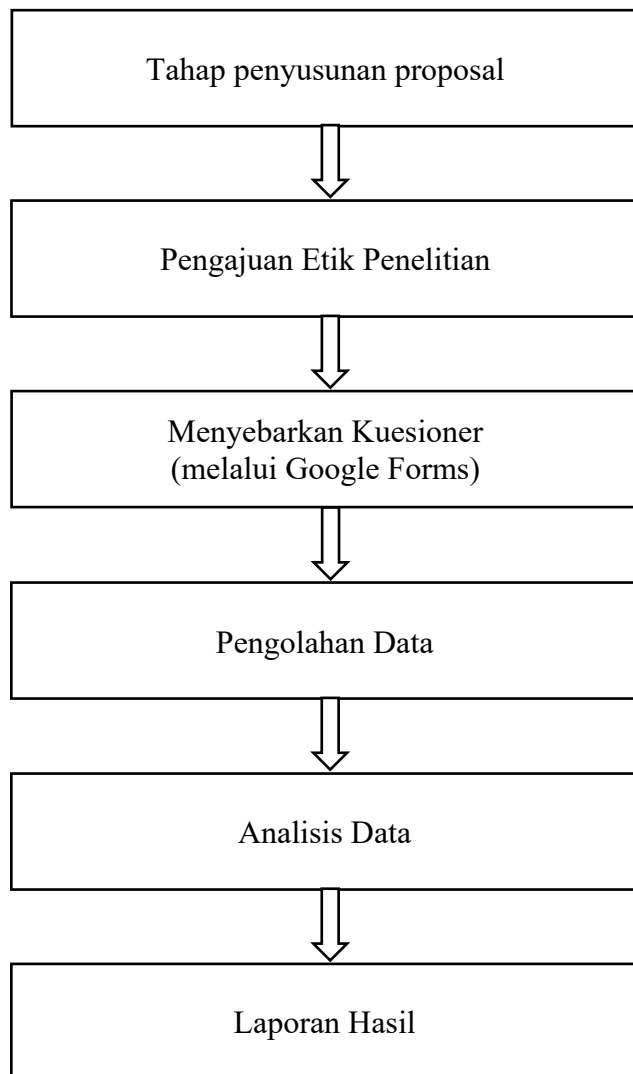 Tahap penyusunan proposal
Pengajuan Etik Penelitian
Menyebarkan Kuesioner
(melalui Google Forms)
Pengolahan Data
Analisis Data
Laporan Hasil